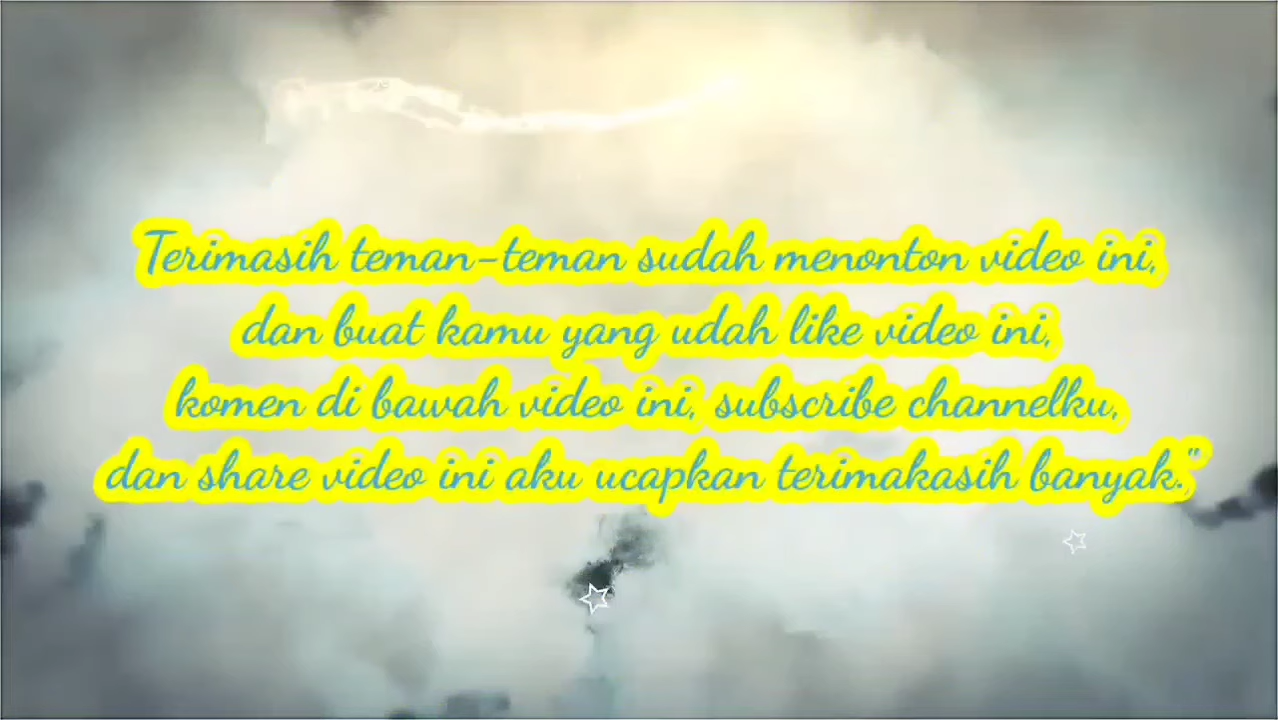 Terimasih teman-teman sudah menonton video ini,
dan buat kamu yang udah like video ini,
komen di bawah video ini, subscribe channelku,
dan share video ini aku ucapkan terimakasih banyak."